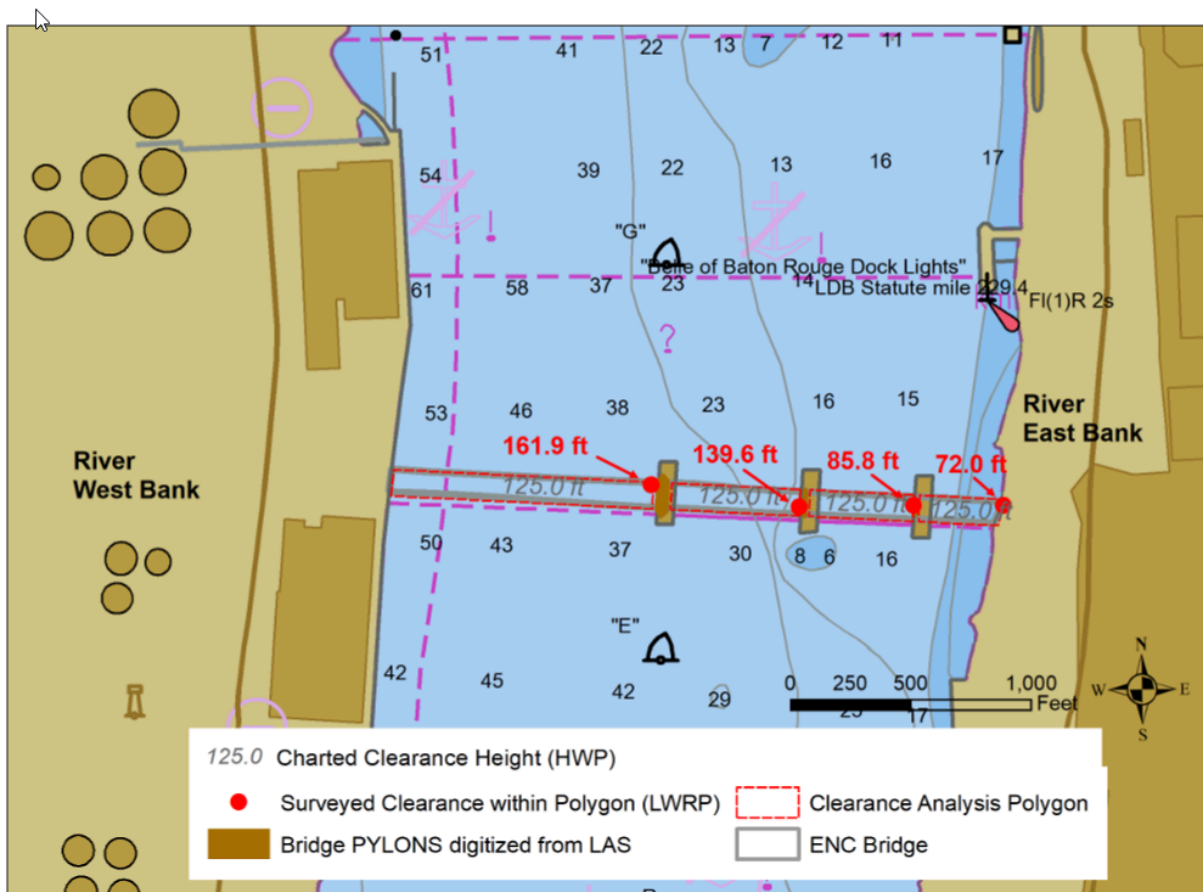 51 41 22 13 7 12 11
54 39 22 13 16 17
"G"
"Belle of Baton Rouge Dock Lights"
61 58 37 23 14 LDB Statute mile 229.4
Fl(1)R 2s
53 46 38 23 16 15
River
East Bank
161.9 ft 139.6 ft 85.8 ft 72.0 ft
River
West Bank
125.0 ft 125.0 ft 125.0 ft 125.0 ft
50 43 37 30 8 6 16
"E"
42 45 42 29
0 250 500 1,000
Feet
N
W E
S
17
125.0 Charted Clearance Height (HWP)
Surveyed Clearance within Polygon (LWRP)
Clearance Analysis Polygon
Bridge PYLONS digitized from LAS
ENC Bridge